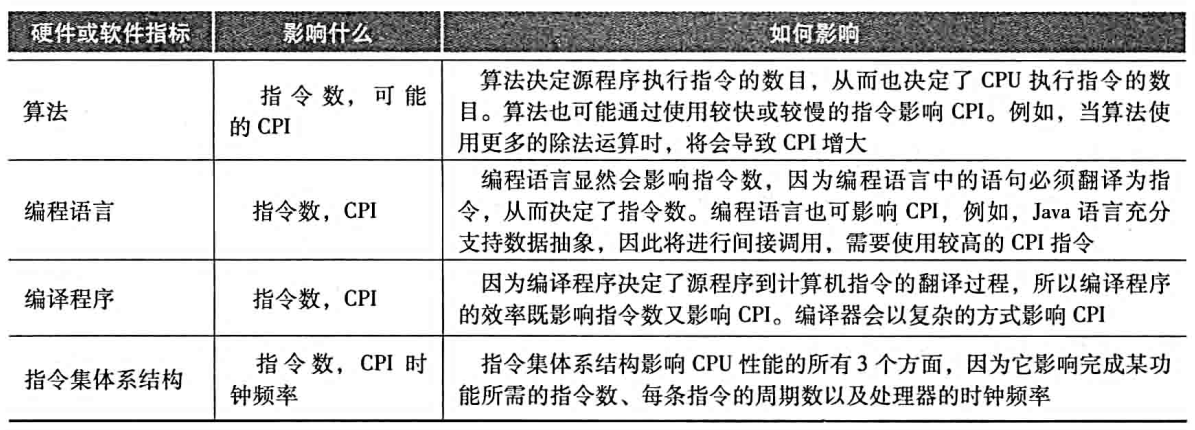 硬件或软件指标 影响什么 如何影响
算法
指令数，可能
的 CPI
算法决定源程序执行指令的数目，从而也决定了 CPU 执行指令的数
目。算法也可能通过使用较快或较慢的指令影响 CPI。例如，当算法使
用更多的除法运算时，将会导致 CPI 增大
编程语言
指令数，CPI
编程语言显然会影响指令数，因为编程语言中的语句必须翻译为指
令，从而决定了指令数。编程语言也可影响 CPI，例如，Java 语言充分
支持数据抽象，因此将进行间接调用，需要使用较高的 CPI 指令
编译程序
指令数，CPI
因为编译程序决定了源程序到计算机指令的翻译过程，所以编译程序
的效率既影响指令数又影响 CPI。编译器会以复杂的方式影响 CPI
指令集体系结构
指令数，CPI 时
钟频率
指令集体系结构影响 CPU 性能的所有 3 个方面，因为它影响完成某功
能所需的指令数、每条指令的周期数以及处理器的时钟频率